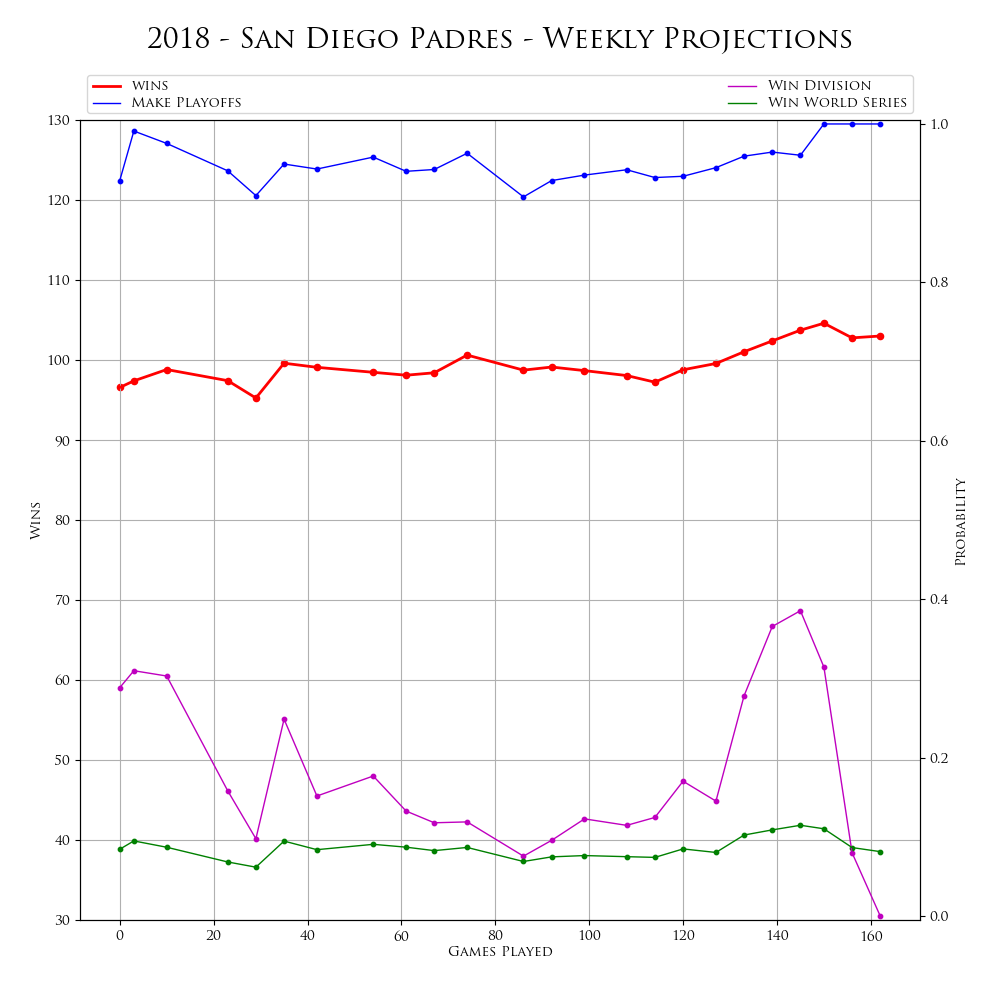 2018 - San Diego Padres - Weekly Projections
wins
Make Playoffs
Win Division
Win World Series
130
120
110
100
90
80
70
60
50
40
30
Wins
1.0
0.8
0.6
0.4
0.2
0.0
Probability
0 20 40 60 80 100 120 140 160
Games Played